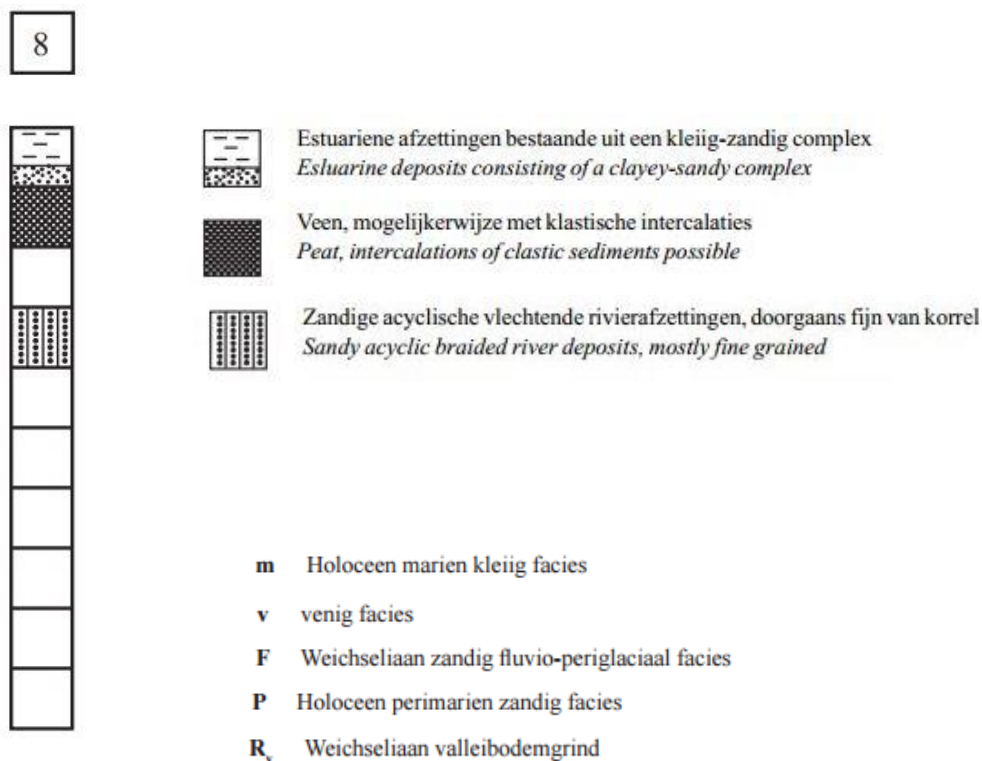 8
Estuariene afzettingen bestaande uit een kleiig-zandig complex
Esluarine deposits consisting of a clayey-sandy complex
Veen, mogelijkerwijze met klastische intercalaties
Peat, intercalations of clastic sediments possible
Zandige acyclische vlechtende rivierafzettingen, doorgaans fijn van korrel
Sandy acyclic braided river deposits, mostly fine grained
m Holoceen marien kleiig facies
v venig facies
F Weichseliaan zandig fluvio-periglaciaal facies
P Holoceen perimarien zandig facies
Rv Weichseliaan valleibodemgrind